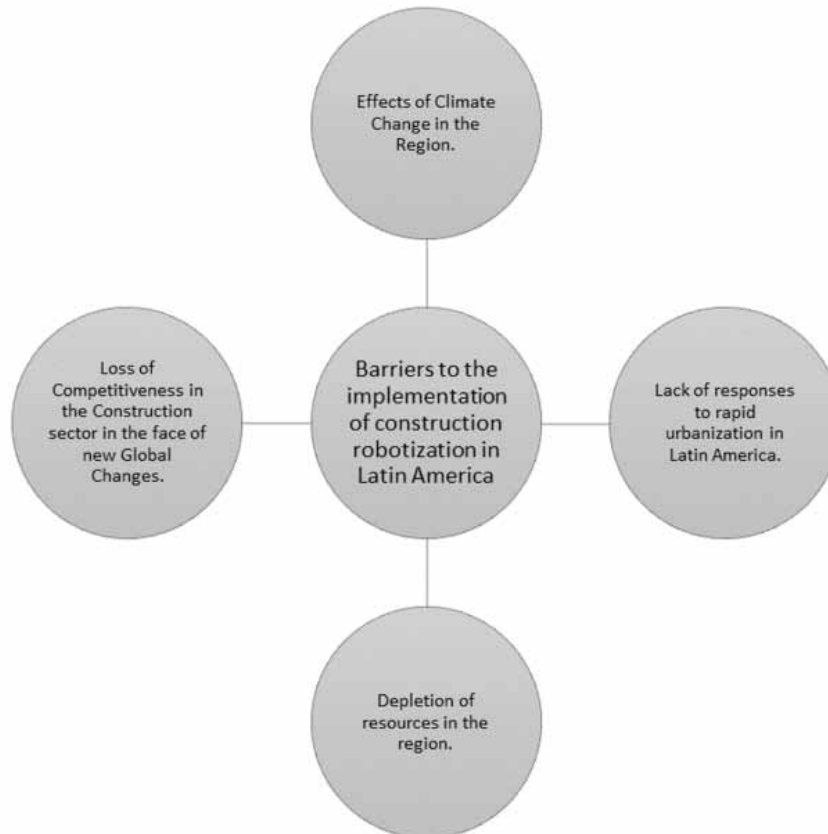 Effects of Climate
Change in the
Region.
Loss of
Competitiveness in
the Construction
sector in the face of
new Global
Changes.
Barriers to the
implementation
of construction
robotization in
Latin America
Lack of responses
to rapid
urbanization in
Latin America.
Depletion of
resources in the
region.